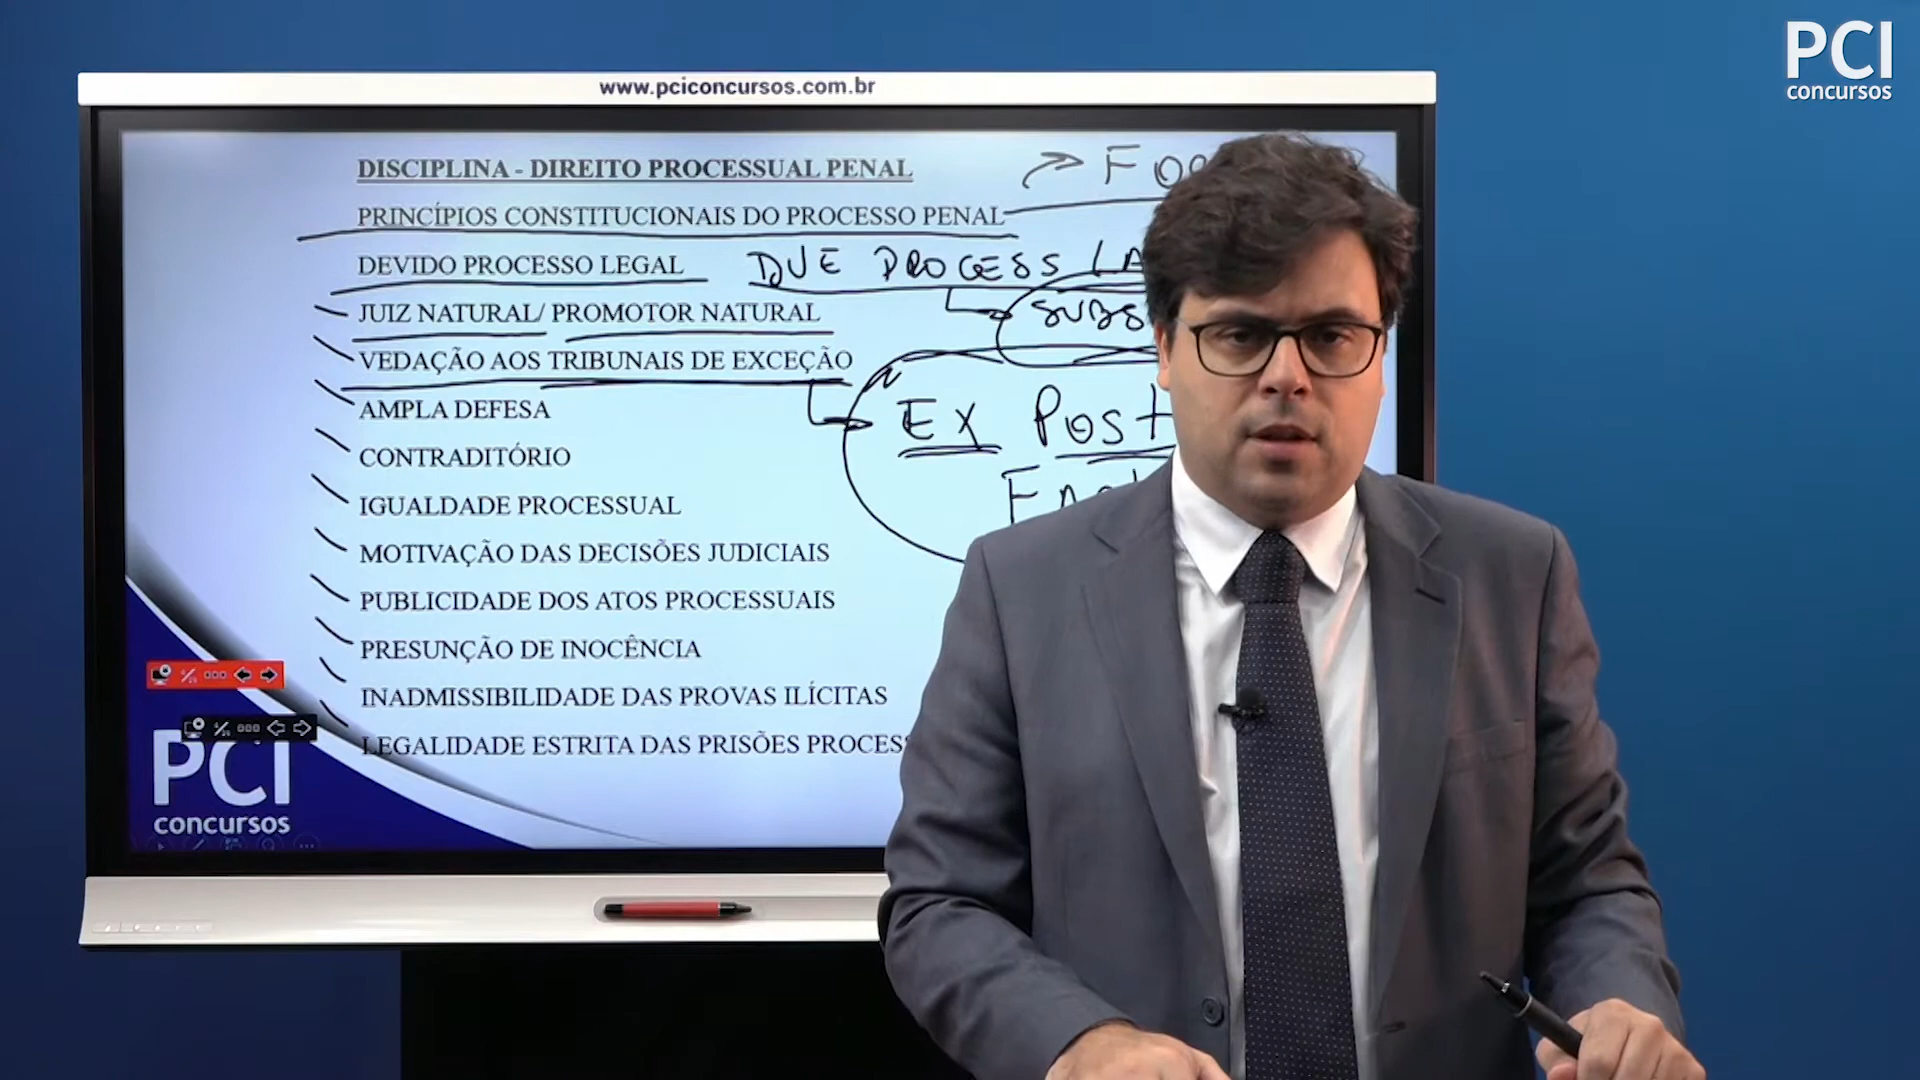 PCI
concursos
www.pciconcursos.com.br
DISCIPLINA - DIREITO PROCESSUAL PENAL
PRINCÍPIOS CONSTITUCIONAIS DO PROCESSO PENAL
DEVIDO PROCESSO LEGAL DUE PROCESS LA
JUIZ NATURAL/ PROMOTOR NATURAL SUBS
VEDAÇÃO AOS TRIBUNAIS DE EXCEÇÃO
AMPLA DEFESA EX POST
CONTRADITÓRIO
IGUALDADE PROCESSUAL
MOTIVAÇÃO DAS DECISÕES JUDICIAIS
PUBLICIDADE DOS ATOS PROCESSUAIS
PRESUNÇÃO DE INOCÊNCIA
INADMISSIBILIDADE DAS PROVAS ILÍCITAS
LEGALIDADE ESTRITA DAS PRISÕES PROCES
PCI
concursos